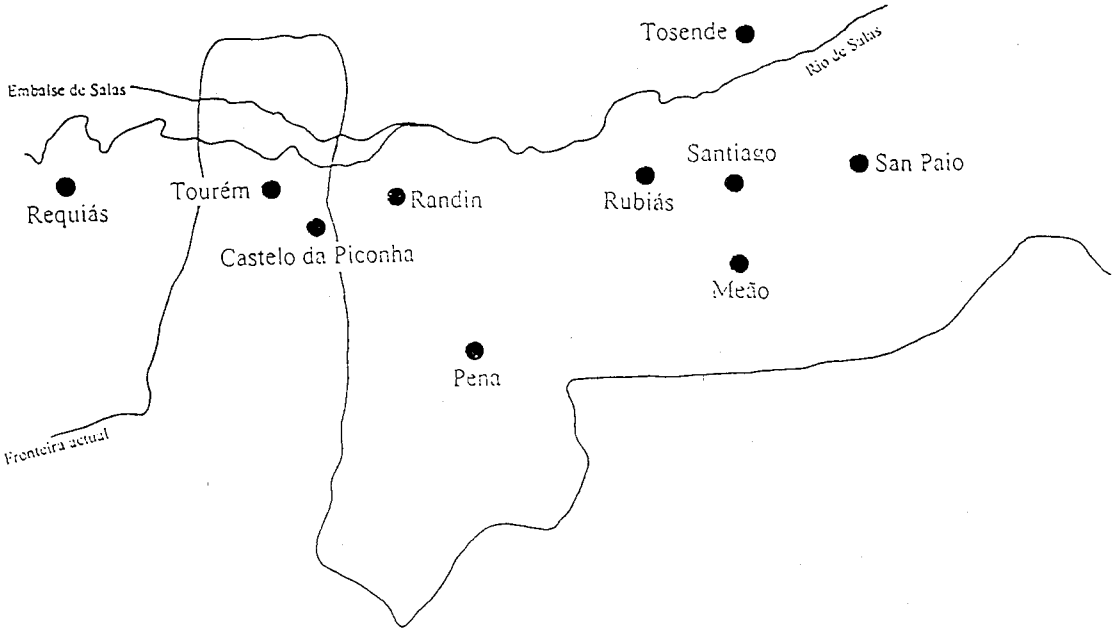 Tosende
Rio de Salas
Embalse de Salas
Santiago
San Paio
Tourém
Randin
Rubiás
Requiás
Castelo da Piconha
Meão
Pena
Fronteira actual